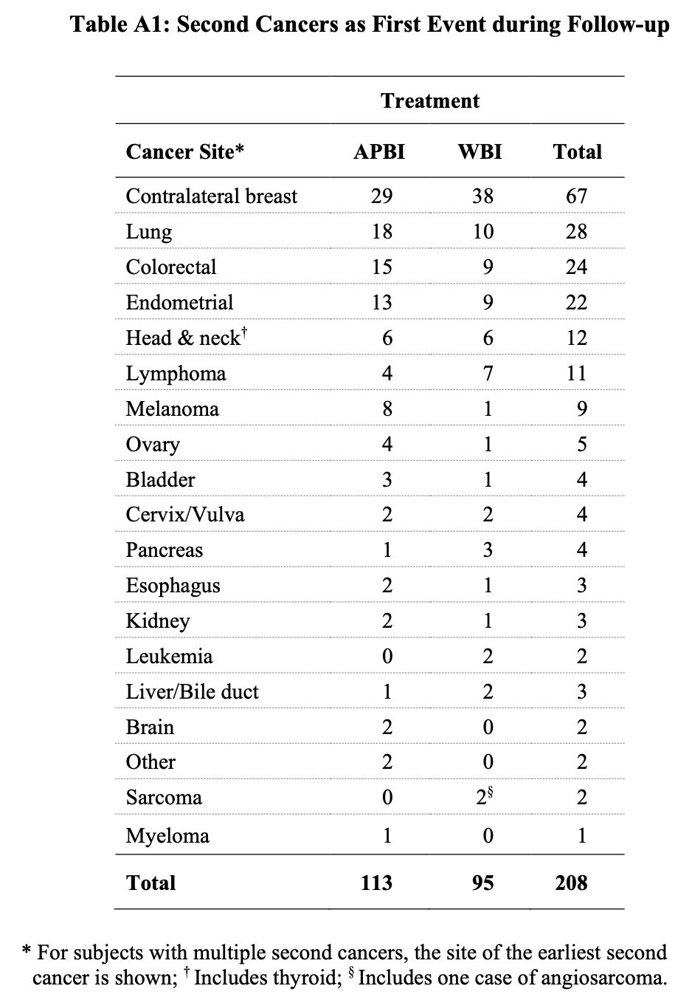 Table A1: Second Cancers as First Event during Follow-up
Treatment
Cancer Site* APBI WBI Total
Contralateral breast 29 38 67
Lung 18 10 28
Colorectal 15 9 24
Endometrial 13 9 22
Head & neck† 6 6 12
Lymphoma 4 7 11
Melanoma 8 1 9
Ovary 4 1 5
Bladder 3 1 4
Cervix/Vulva 2 2 4
Pancreas 1 3 4
Esophagus 2 1 3
Kidney 2 1 3
Leukemia 0 2 2
Liver/Bile duct 1 2 3
Brain 2 0 2
Other 2 0 2
Sarcoma 0 2§ 2
Myeloma 1 0 1
Total 113 95 208
* For subjects with multiple second cancers, the site of the earliest second
cancer is shown; † Includes thyroid; § Includes one case of angiosarcoma.